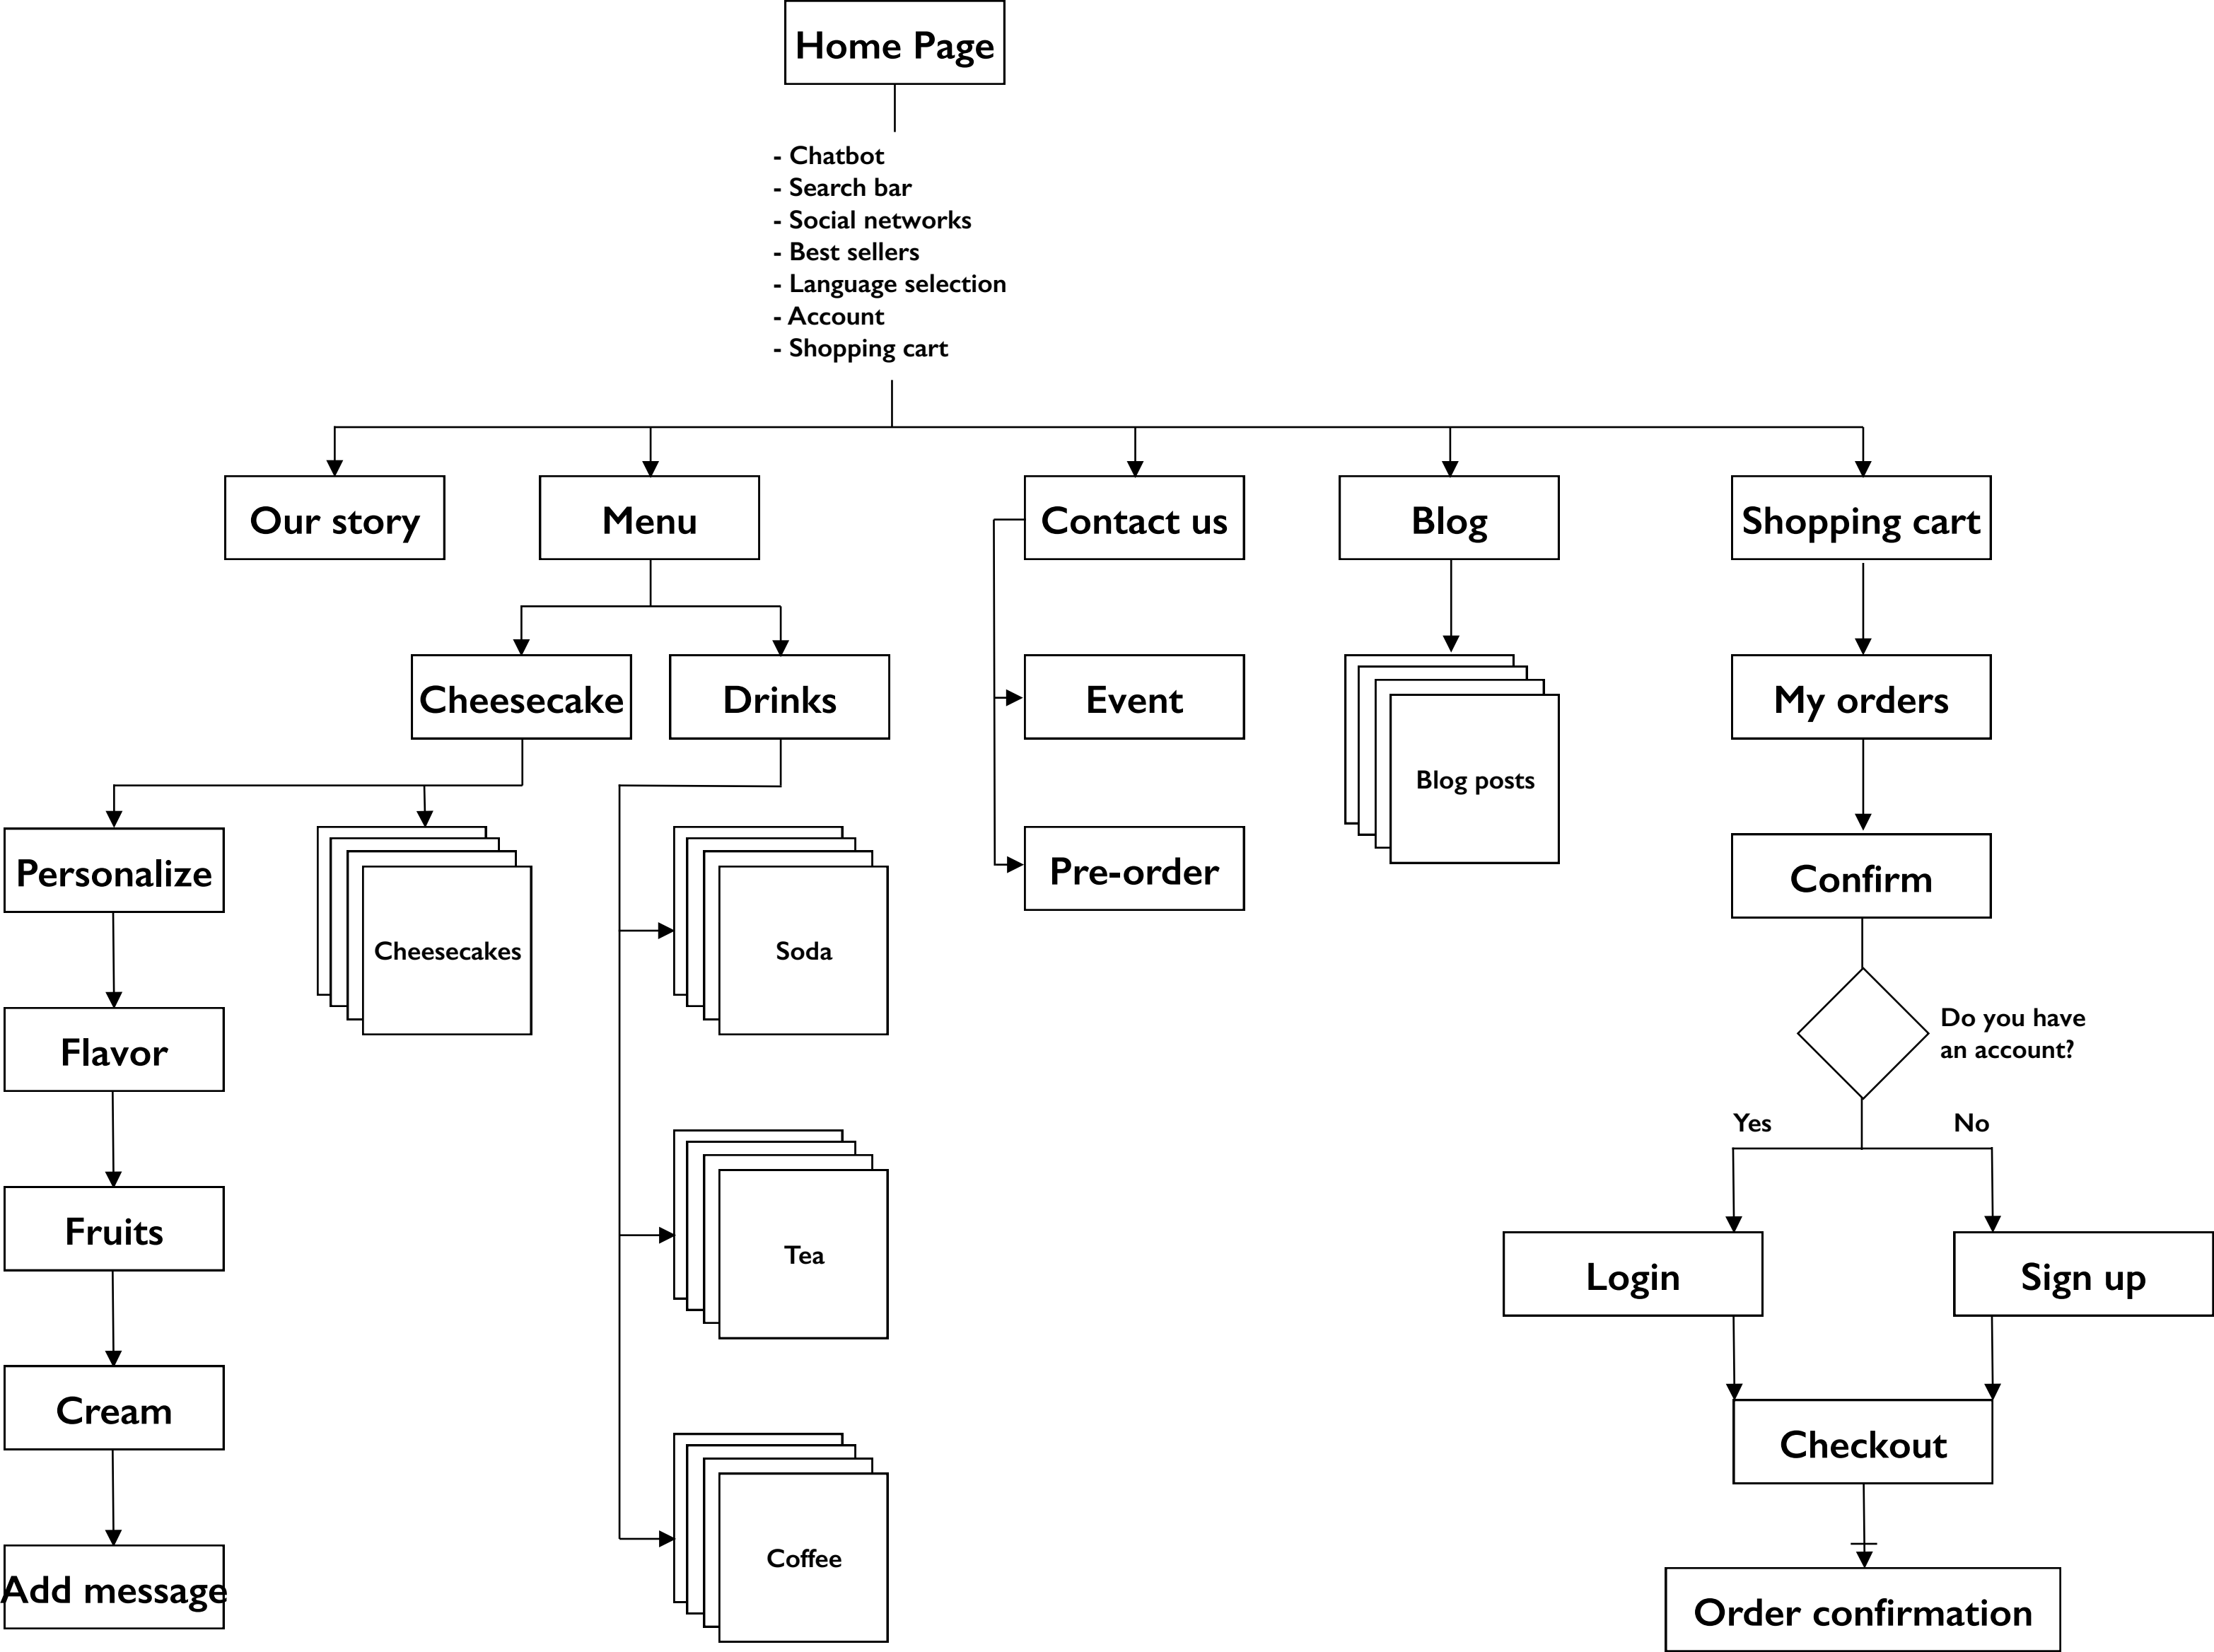 Home Page
- Chatbot
- Search bar
- Social networks
- Best sellers
- Language selection
- Account
- Shopping cart
Our story
Menu
Contact us
Blog
Shopping cart
Cheesecake
Drinks
Event
Blog posts
My orders
Personalize
Cheesecakes
Soda
Pre-order
Confirm
Flavor
Do you have
an account?
Yes
No
Fruits
Tea
Login
Sign up
Cream
Checkout
Coffee
Add message
Order confirmation